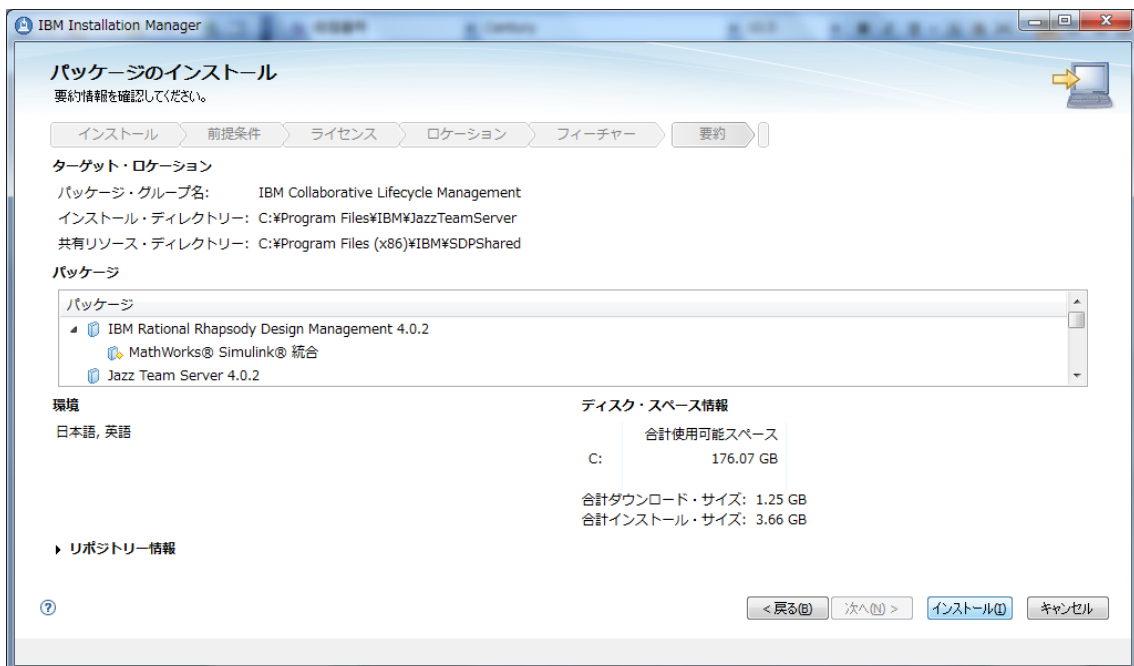 IBM Installation Manager
パッケージのインストール
要約情報を確認してください。
インストール 前提条件 ライセンス ロケーション フィーチャー 要約
ターゲット・ロケーション
パッケージ・グループ名: IBM Collaborative Lifecycle Management
インストール・ディレクトリー: C:¥Program Files¥IBM¥JazzTeamServer
共有リソース・ディレクトリー: C:¥Program Files (x86)¥IBM¥SDPShared
パッケージ
パッケージ
IBM Rational Rhapsody Design Management 4.0.2
MathWorks® Simulink® 統合
Jazz Team Server 4.0.2
環境
日本語, 英語
ディスク・スペース情報
合計使用可能スペース
C: 176.07 GB
合計ダウンロード・サイズ: 1.25 GB
合計インストール・サイズ: 3.66 GB
リポジトリー情報
?
< 戻る(B) 次へ(N) > インストール(I) キャンセル